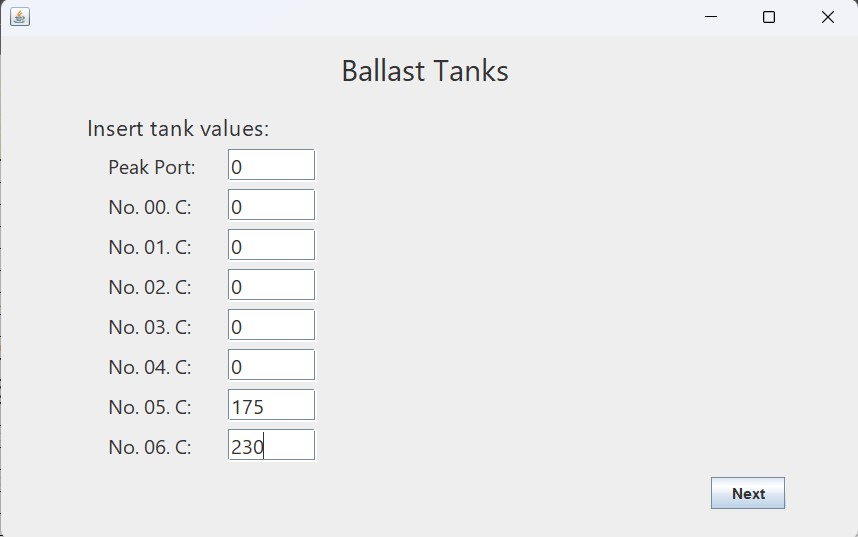 Ballast Tanks
Insert tank values:
Peak Port: 0
No. 00. C: 0
No. 01. C: 0
No. 02. C: 0
No. 03. C: 0
No. 04. C: 0
No. 05. C: 175
No. 06. C: 230
Next